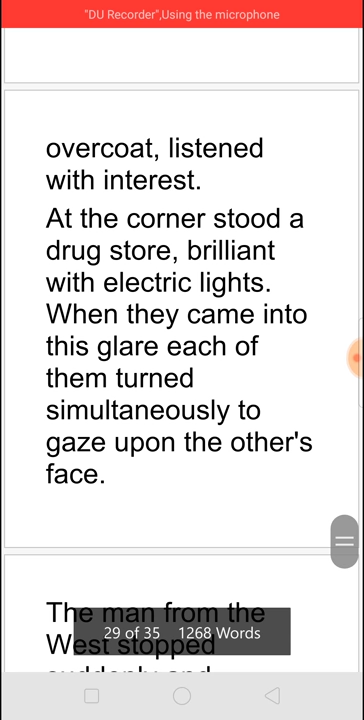 "DU Recorder",Using the microphone
overcoat, listened
with interest.
At the corner stood a
drug store, brilliant
with electric lights.
When they came into
this glare each of
them turned
simultaneously to
gaze upon the other's
face.
The man from the
West stopped
29 of 35 1268 Words
suddenly and